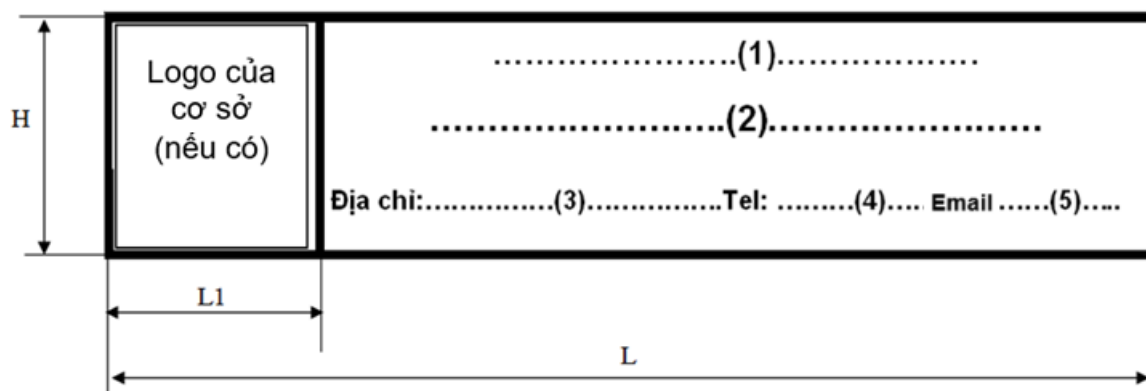 Logo của
cơ sở
(nếu có)
H
……………………(1)………………
……………………(2)……………………
Địa chỉ:……………(3)……………Tel: ………(4)….. Email ……(5)…..
L1
L